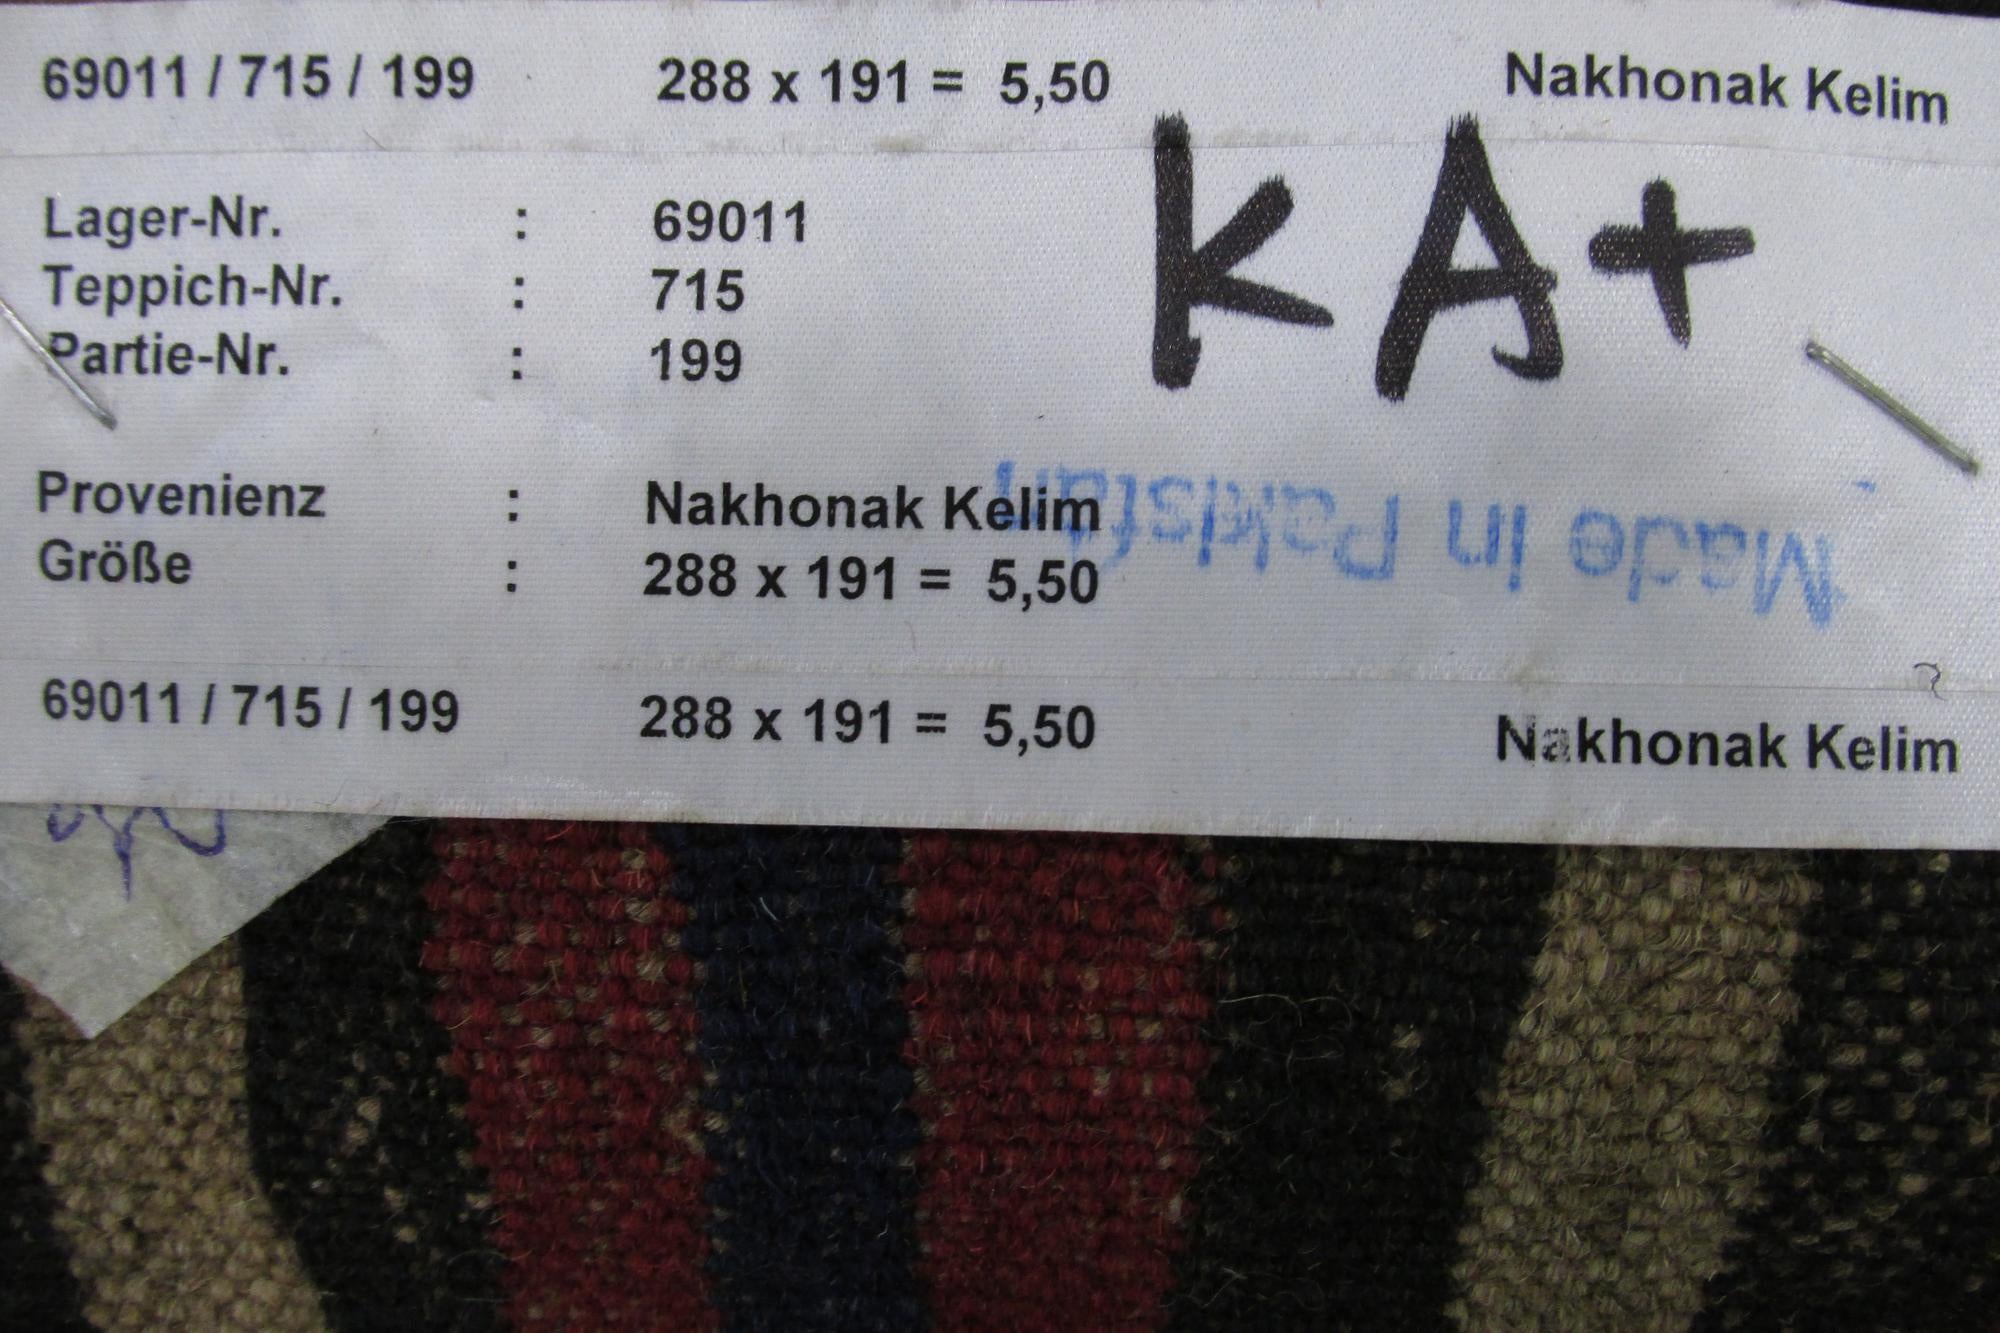 69011 / 715 / 199 288 x 191 = 5,50 Nakhonak Kelim
KA+
Lager-Nr. : 69011
Teppich-Nr. : 715
Partie-Nr. : 199
Provenienz : Nakhonak Kelim
Made in Pakistan
Größe : 288 x 191 = 5,50
69011 / 715 / 199 288 x 191 = 5,50 Nakhonak Kelim